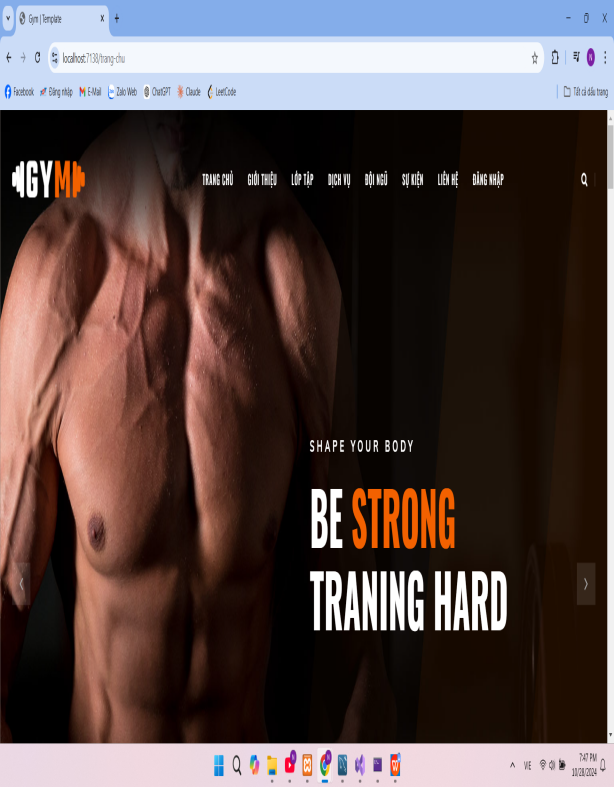 Gym | Template
localhost:7138/trang-chu
N
Facebook Đăng nhập E-Mail Zalo Web ChatGPT Claude LeetCode Tất cả dấu trang
GYM
TRANG CHỦ GIỚI THIỆU LỚP TẬP DỊCH VỤ ĐỘI NGŨ SỰ KIỆN LIÊN HỆ ĐĂNG NHẬP
SHAPE YOUR BODY
BE STRONG
TRANING HARD
VIE
7:47 PM
10/28/2024